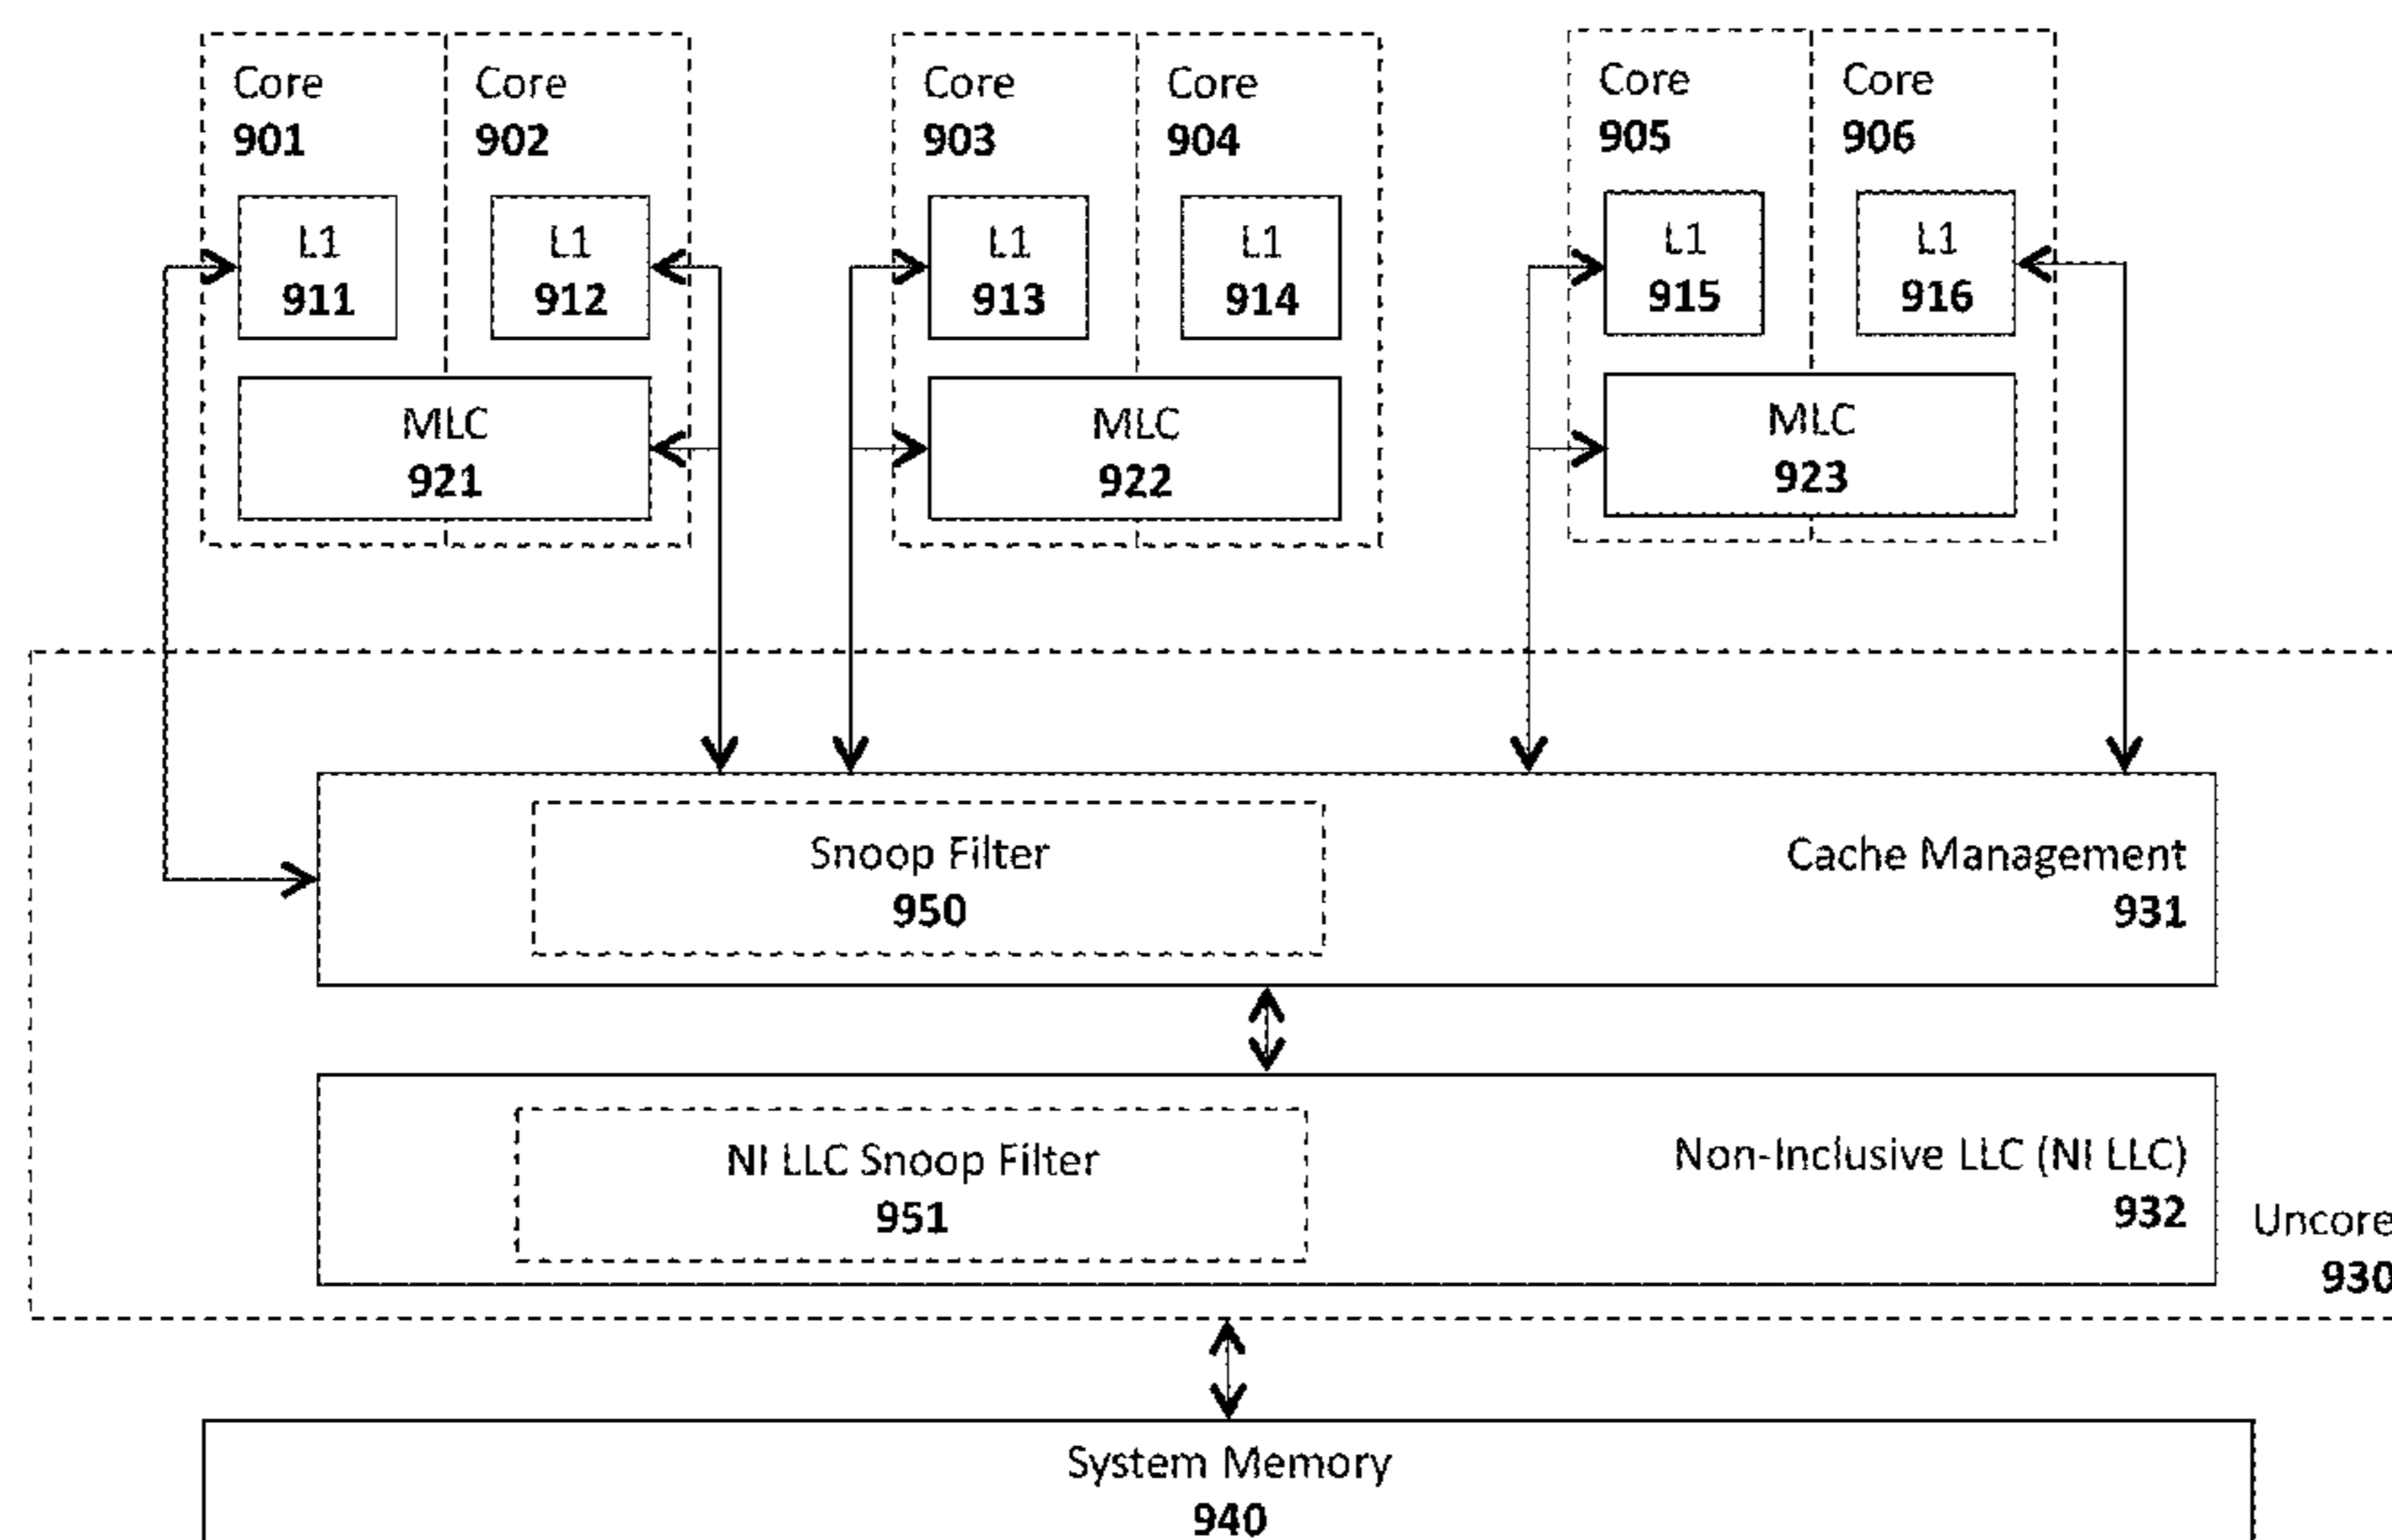 Core
901
Core
902
Core
903
Core
904
Core
905
Core
906
L1
911
L1
912
L1
913
L1
914
L1
915
L1
916
MLC
921
MLC
922
MLC
923
Snoop Filter
950
Cache Management
931
NI LLC Snoop Filter
951
Non-Inclusive LLC (NI LLC)
932
Uncore
930
System Memory
940